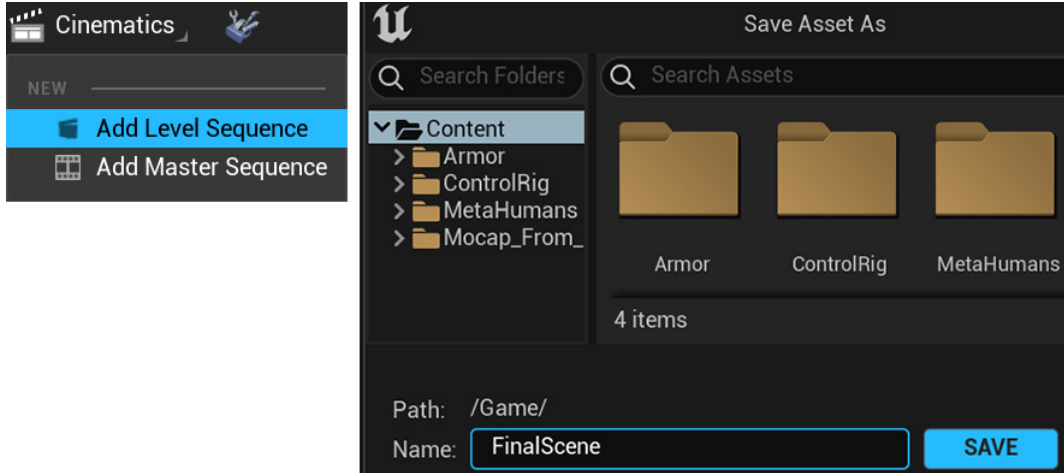 Cinematics
NEW
Add Level Sequence
Add Master Sequence
Save Asset As
Search Folders
Search Assets
Content
Armor
ControlRig
MetaHumans
Mocap_From_
Armor
ControlRig
MetaHumans
4 items
Path: /Game/
Name: FinalScene
SAVE